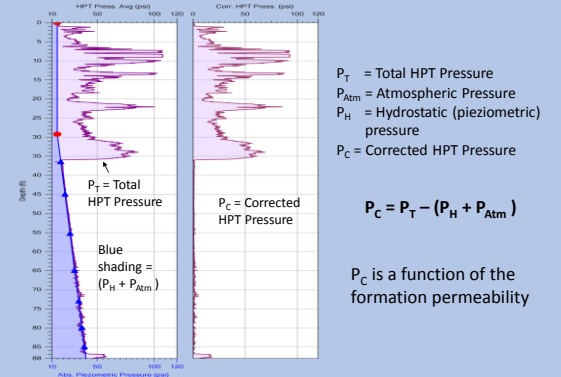 HPT Press. Avg (psi)
Corr. HPT Press. (psi)
10 50 100 120
0 50 100 120
0
5
10
15
20
25
30
35
40
45
50
55
60
65
70
75
80
85
88
Depth (ft)
P_T = Total
HPT Pressure
Blue
shading =
(P_H + P_Atm )
P_C = Corrected
HPT Pressure
10 50 100 120
0 50 100 120
Abs. Piezometric Pressure (psi)
P_T = Total HPT Pressure
P_Atm = Atmospheric Pressure
P_H = Hydrostatic (pieziometric)
pressure
P_C = Corrected HPT Pressure
P_C = P_T – (P_H + P_Atm )
P_C is a function of the
formation permeability